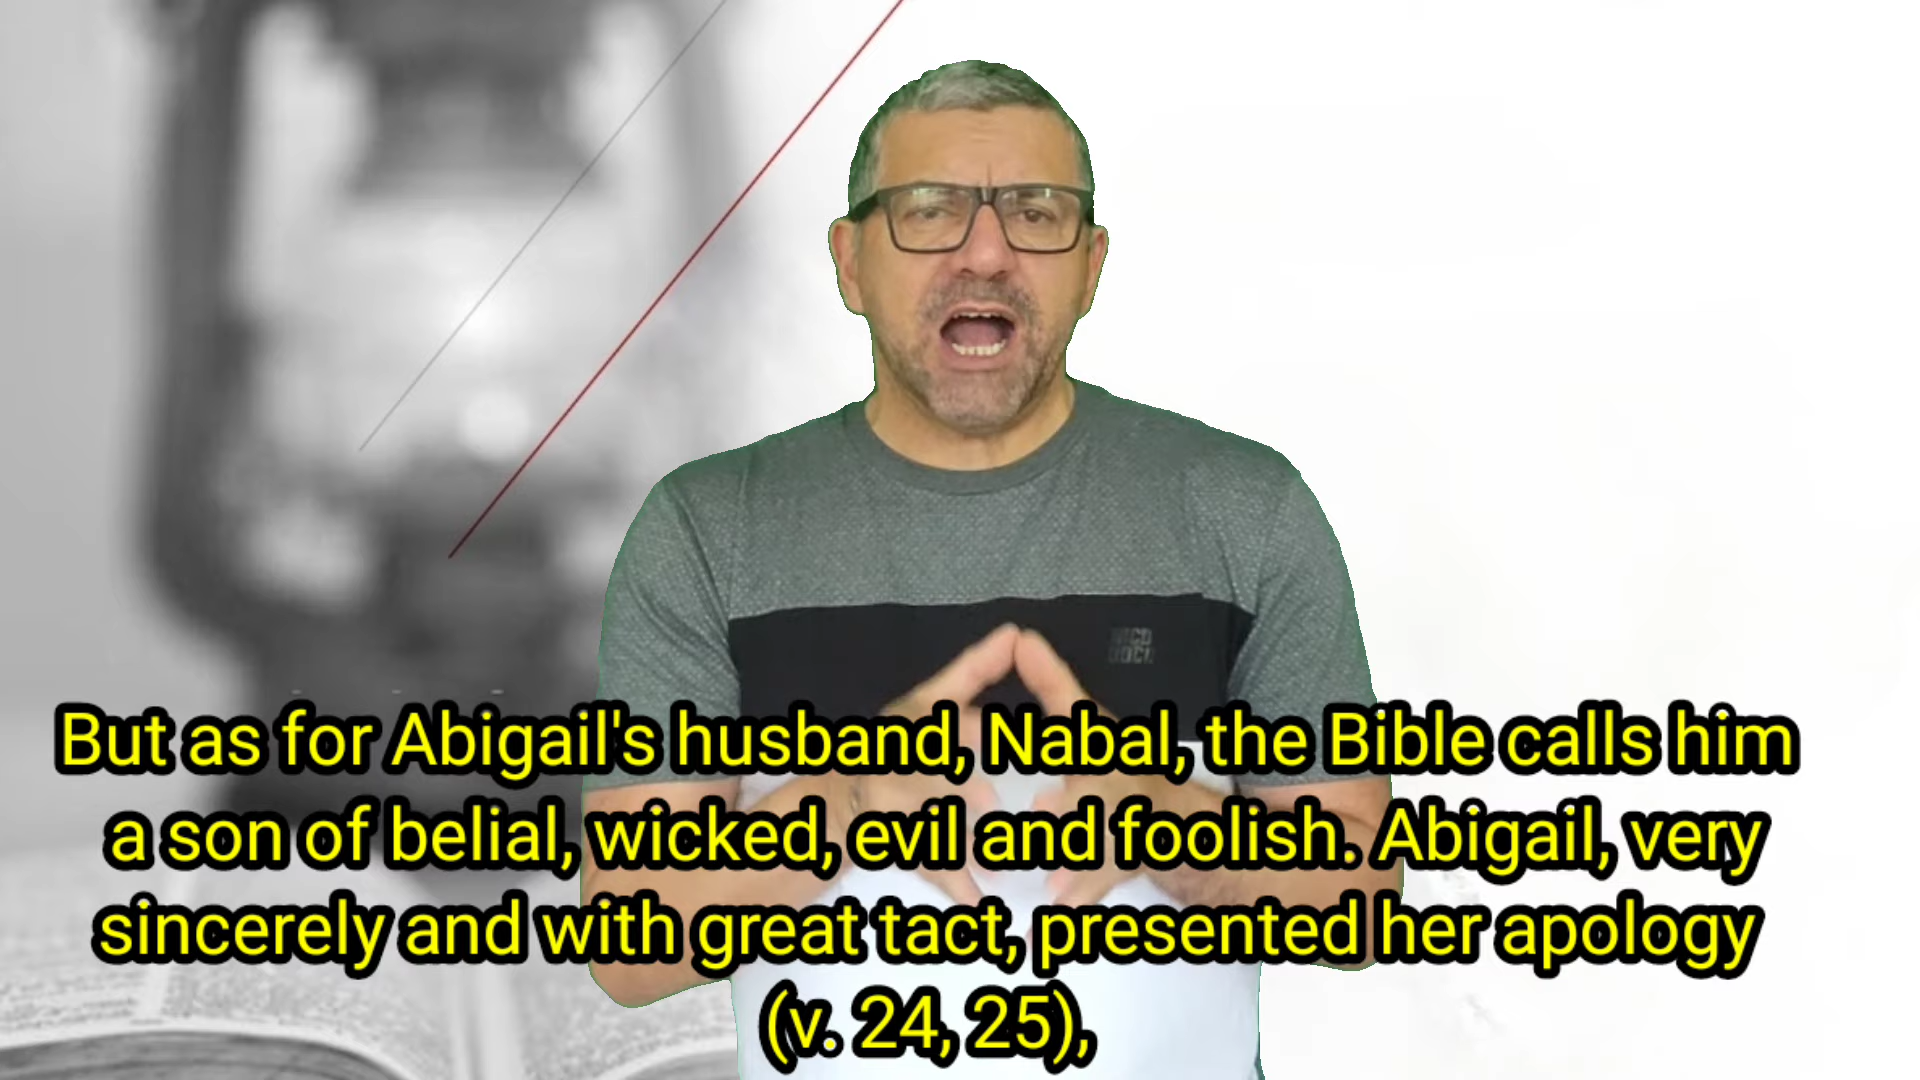 But as for Abigail's husband, Nabal, the Bible calls him
a son of belial, wicked, evil and foolish. Abigail, very
sincerely and with great tact, presented her apology
(v. 24, 25),